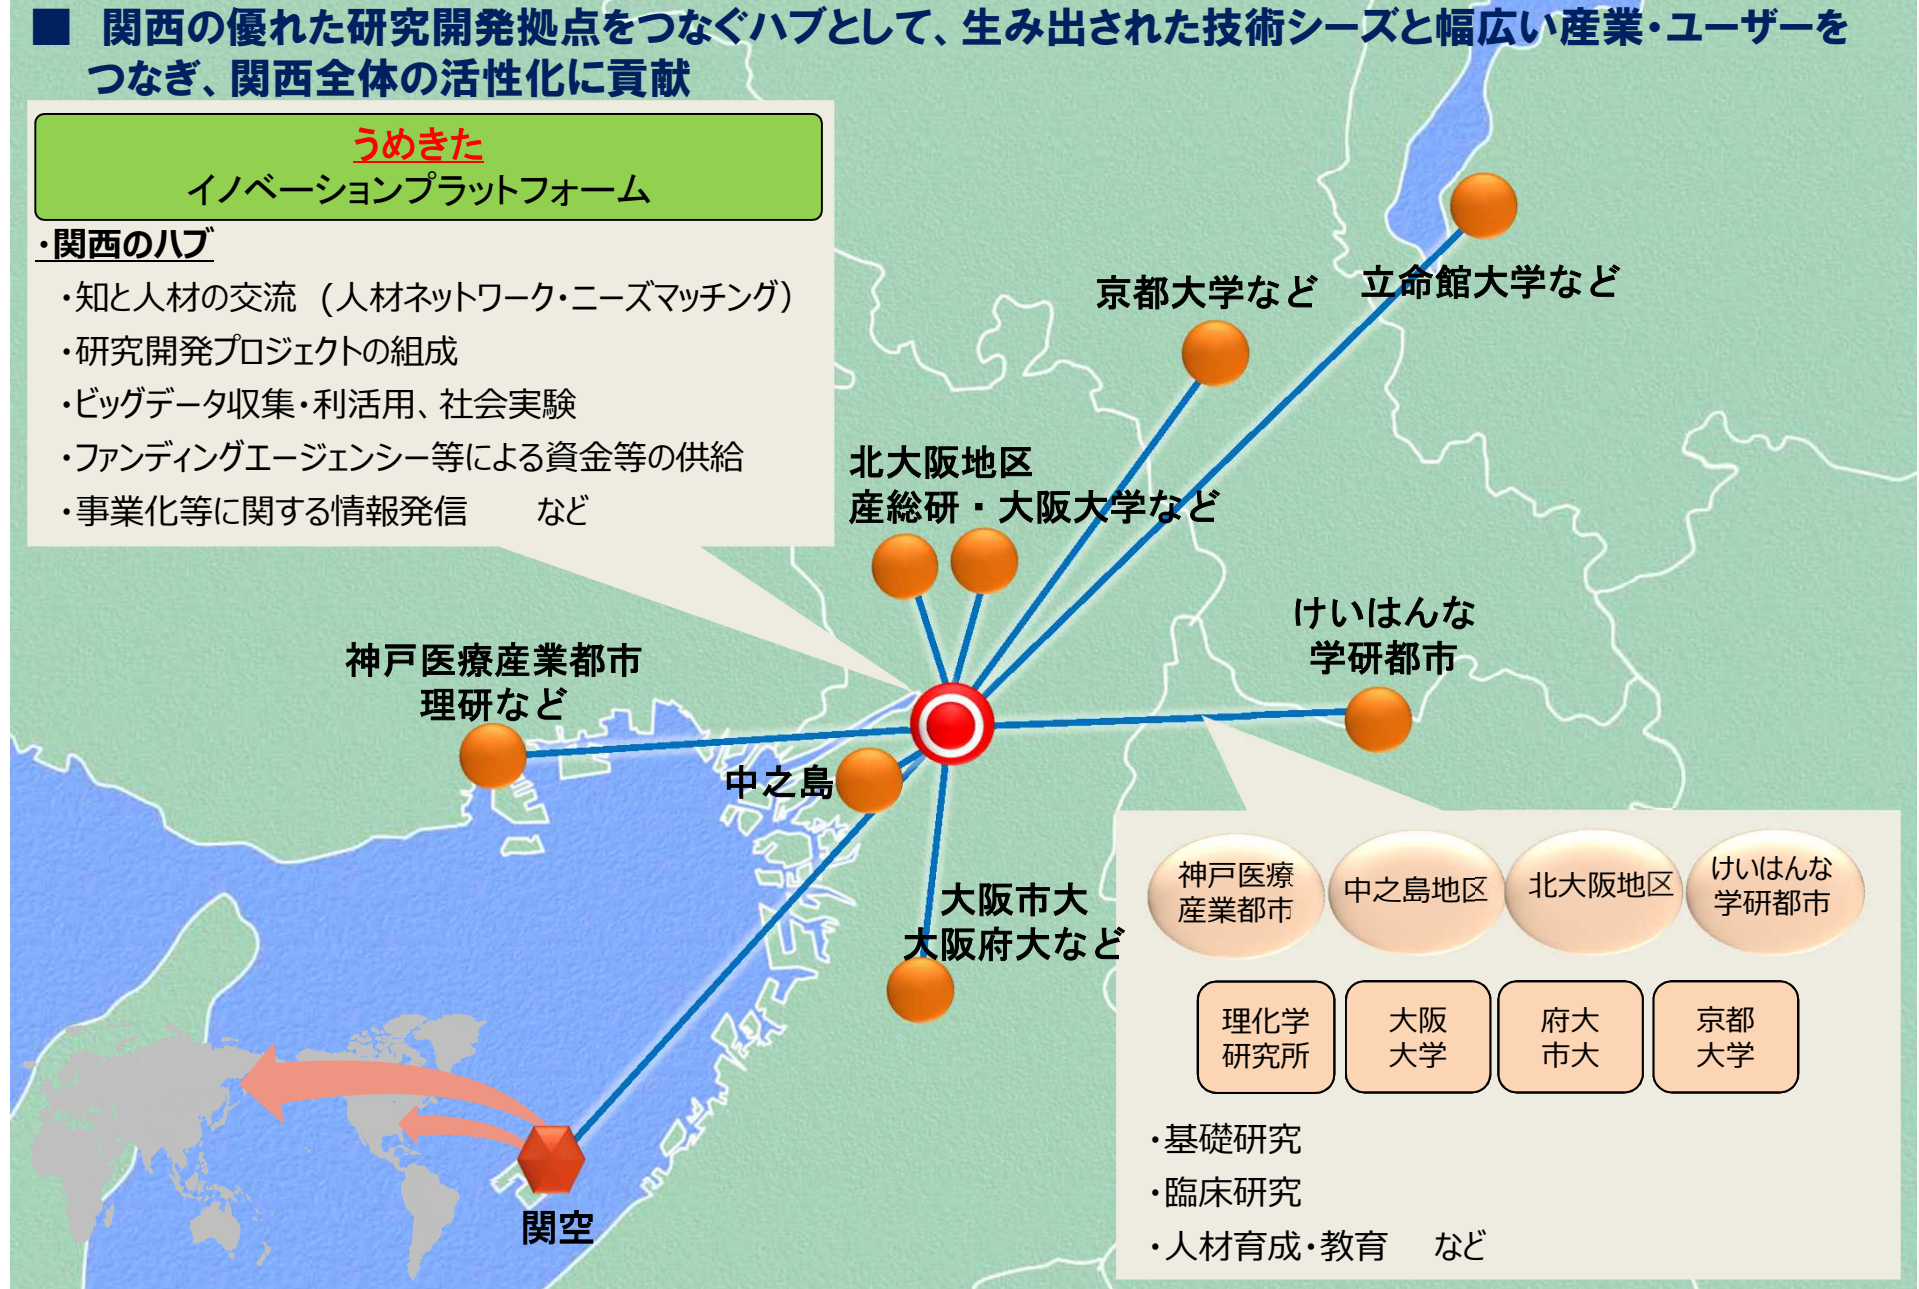 ■ 関西の優れた研究開発拠点をつなぐハブとして、生み出された技術シーズと幅広い産業・ユーザーを
つなぎ、関西全体の活性化に貢献
うめきた
イノベーションプラットフォーム
・関西のハブ
・知と人材の交流 (人材ネットワーク・ニーズマッチング)
・研究開発プロジェクトの組成
・ビッグデータ収集・利活用、社会実験
・ファンディングエージェンシー等による資金等の供給
・事業化等に関する情報発信 など
京都大学など
立命館大学など
北大阪地区
産総研・大阪大学など
けいはんな
学研都市
神戸医療産業都市
理研など
中之島
大阪市大
大阪府大など
関空
神戸医療
産業都市
中之島地区
北大阪地区
けいはんな
学研都市
理化学
研究所
大阪
大学
府大
市大
京都
大学
・基礎研究
・臨床研究
・人材育成・教育 など